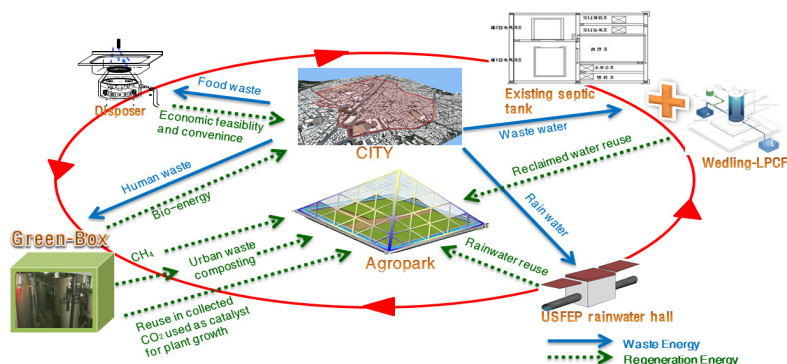 Disposer
Food waste
Economic feasiblity
and convenince
CITY
Existing septic
tank
Waste water
Wedling-LPCF
Reclaimed water reuse
Human waste
Bio-energy
Rain water
Green-Box
CH₄
Urban waste
composting
Agropark
Rainwater reuse
Reuse in collected
CO₂ used as catalyst
for plant growth
USFEP rainwater hall
Waste Energy
Regeneration Energy